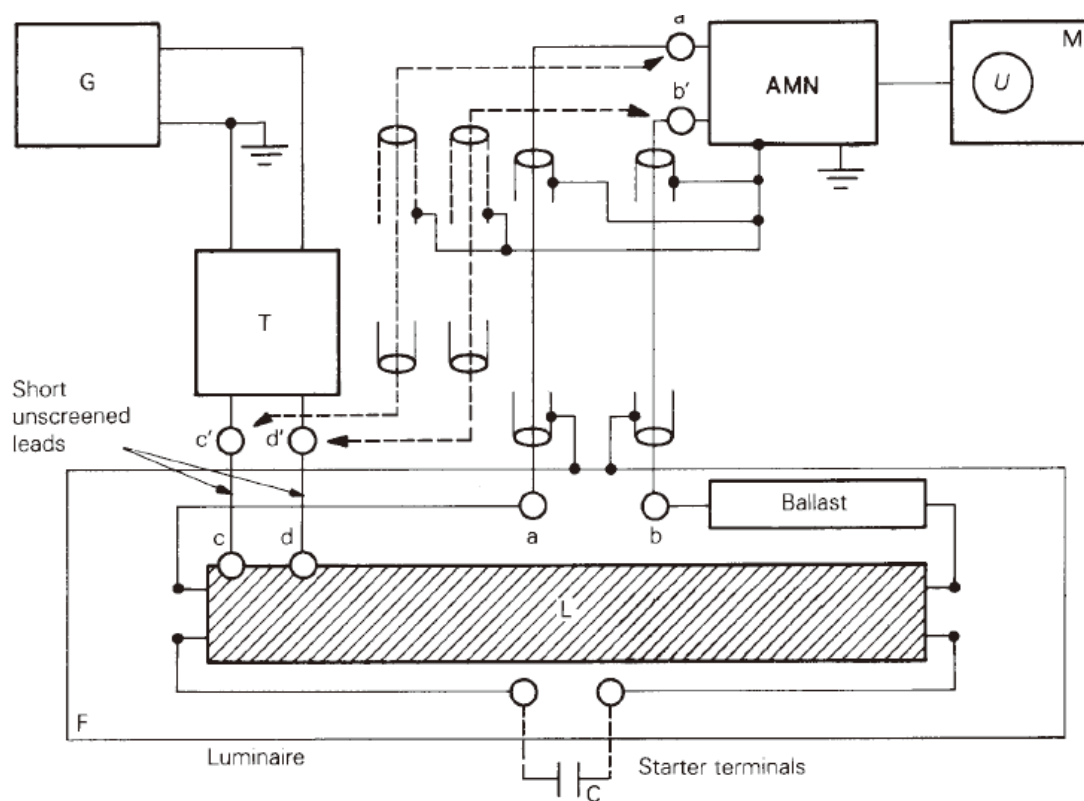 G
a'
b'
AMN
M
U
T
Short
unscreened
leads
c'
d'
c
d
a
b
Ballast
L
F
Luminaire
C
Starter terminals